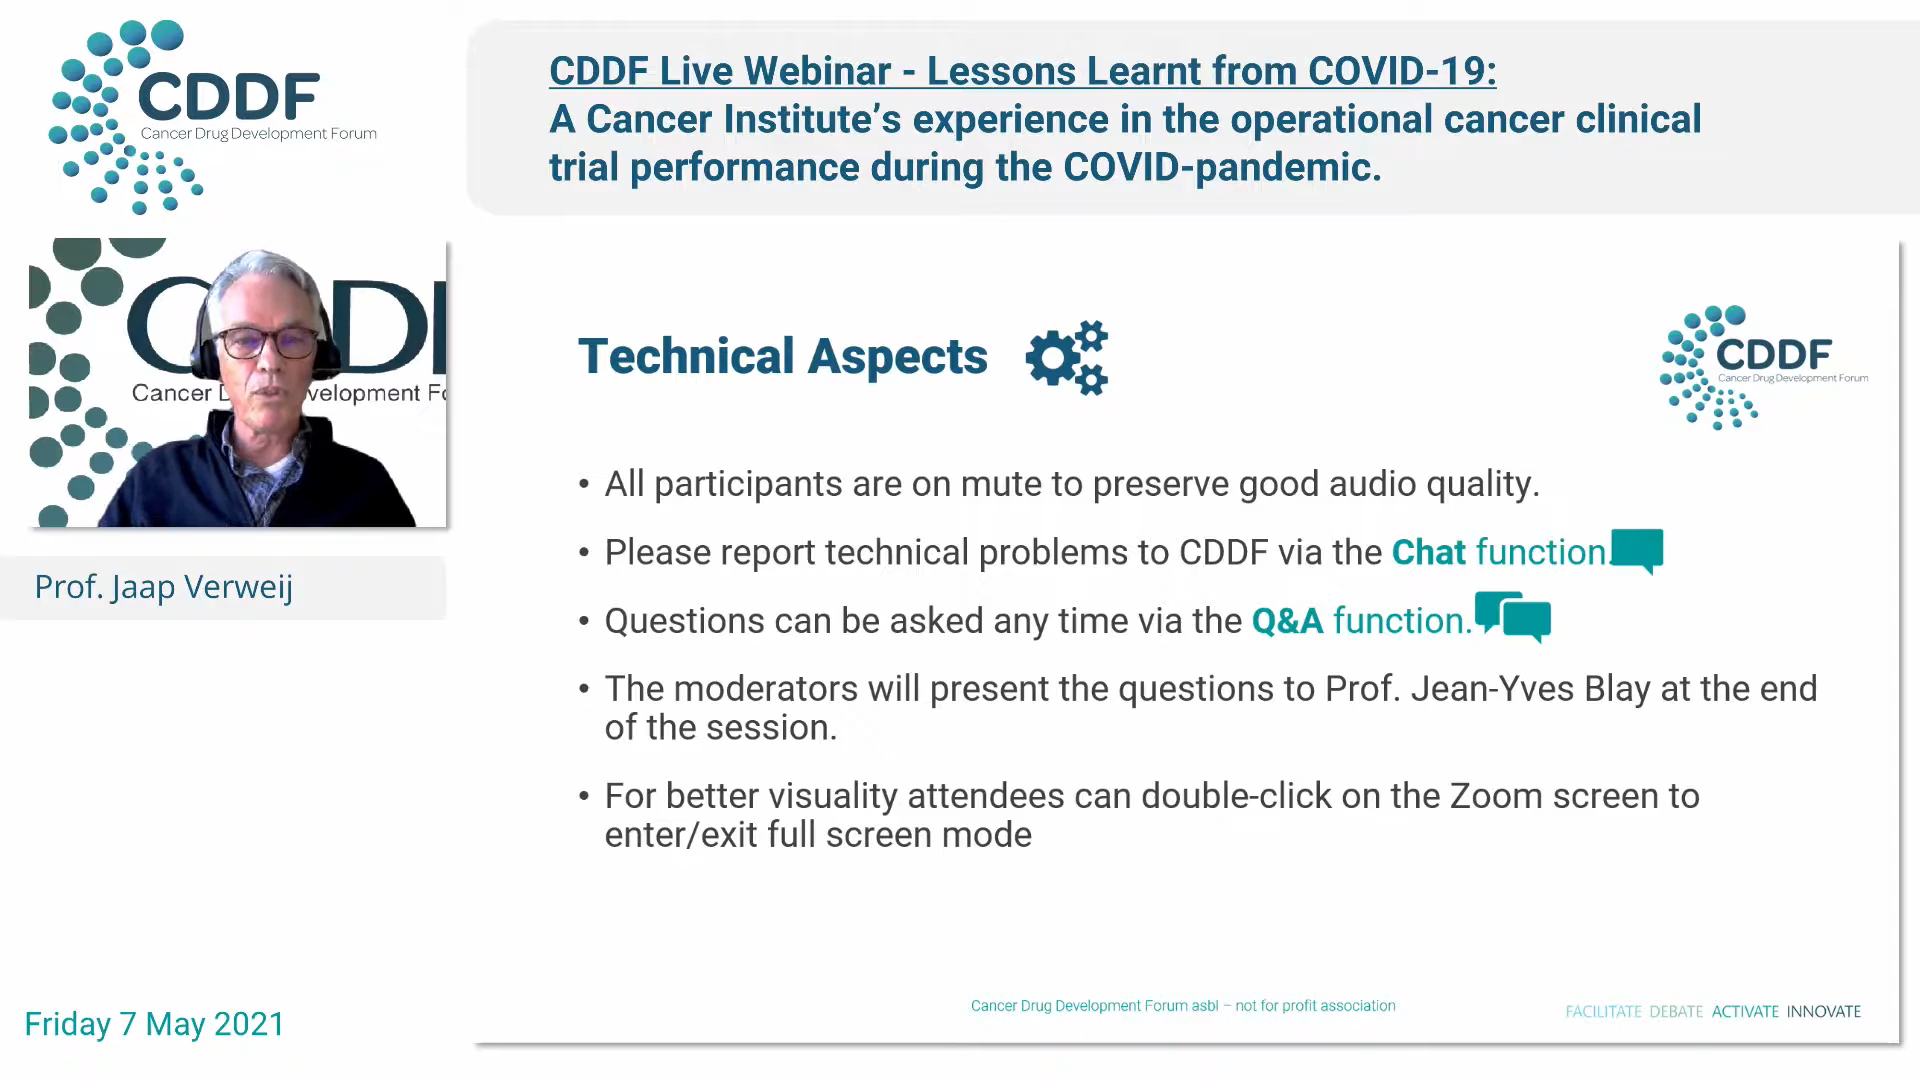 CDDF
Cancer Drug Development Forum
CDDF Live Webinar - Lessons Learnt from COVID-19:
A Cancer Institute’s experience in the operational cancer clinical
trial performance during the COVID-pandemic.
Cancer D velopment Fo
Prof. Jaap Verweij
Technical Aspects
CDDF
Cancer Drug Development Forum
• All participants are on mute to preserve good audio quality.
• Please report technical problems to CDDF via the Chat function.
• Questions can be asked any time via the Q&A function.
• The moderators will present the questions to Prof. Jean-Yves Blay at the end
of the session.
• For better visuality attendees can double-click on the Zoom screen to
enter/exit full screen mode
Cancer Drug Development Forum asbl – not for profit association
FACILITATE DEBATE ACTIVATE INNOVATE
Friday 7 May 2021